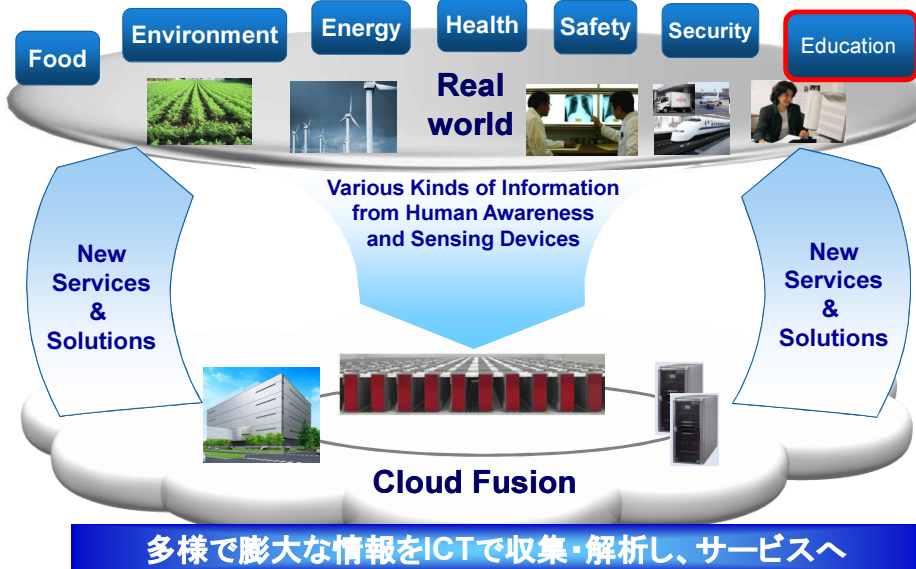 Food
Environment
Energy
Health
Safety
Security
Education
Real
world
Various Kinds of Information
from Human Awareness
and Sensing Devices
New
Services
&
Solutions
New
Services
&
Solutions
Cloud Fusion
多様で膨大な情報をICTで収集・解析し、サービスへ